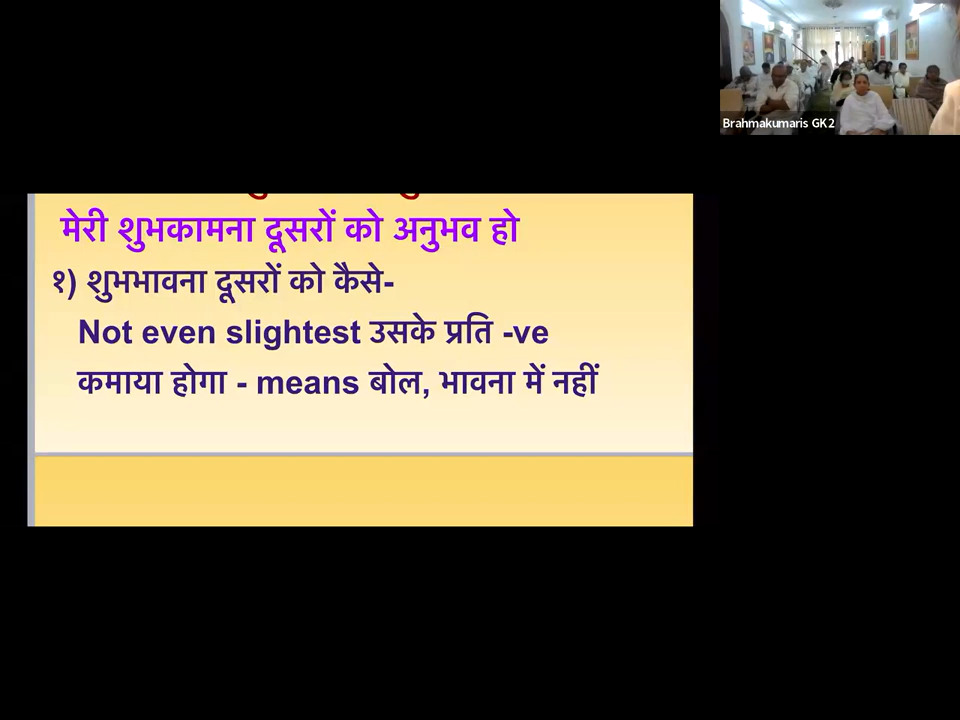 Brahmakumaris GK2
मेरी शुभकामना दूसरों को अनुभव हो
१) शुभभावना दूसरों को कैसे-
Not even slightest उसके प्रति -ve
कमाया होगा - means बोल, भावना में नहीं